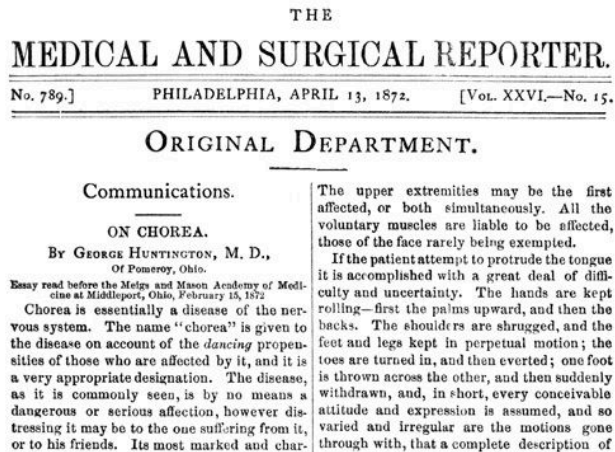 THE
MEDICAL AND SURGICAL REPORTER.
No. 789.] PHILADELPHIA, APRIL 13, 1872. [VOL. XXVI.—No. 15.
ORIGINAL DEPARTMENT.
Communications.
ON CHOREA.
BY GEORGE HUNTINGTON, M. D.,
Of Pomeroy, Ohio.
Essay read before the Meigs and Mason Academy of Medi-
cine at Middleport, Ohio, February 15, 1872
Chorea is essentially a disease of the ner-
vous system. The name "chorea" is given to
the disease on account of the dancing propen-
sities of those who are affected by it, and it is
a very appropriate designation. The disease,
as it is commonly seen, is by no means a
dangerous or serious affection, however dis-
tressing it may be to the one suffering from it,
or to his friends. Its most marked and char-
The upper extremities may be the first
affected, or both simultaneously. All the
voluntary muscles are liable to be affected,
those of the face rarely being exempted.
If the patient attempt to protrude the tongue
it is accomplished with a great deal of diffi-
culty and uncertainty. The hands are kept
rolling—first the palms upward, and then the
backs. The shoulders are shrugged, and the
feet and legs kept in perpetual motion; the
toes are turned in, and then everted; one foot
is thrown across the other, and then suddenly
withdrawn, and, in short, every conceivable
attitude and expression is assumed, and so
varied and irregular are the motions gone
through with, that a complete description of